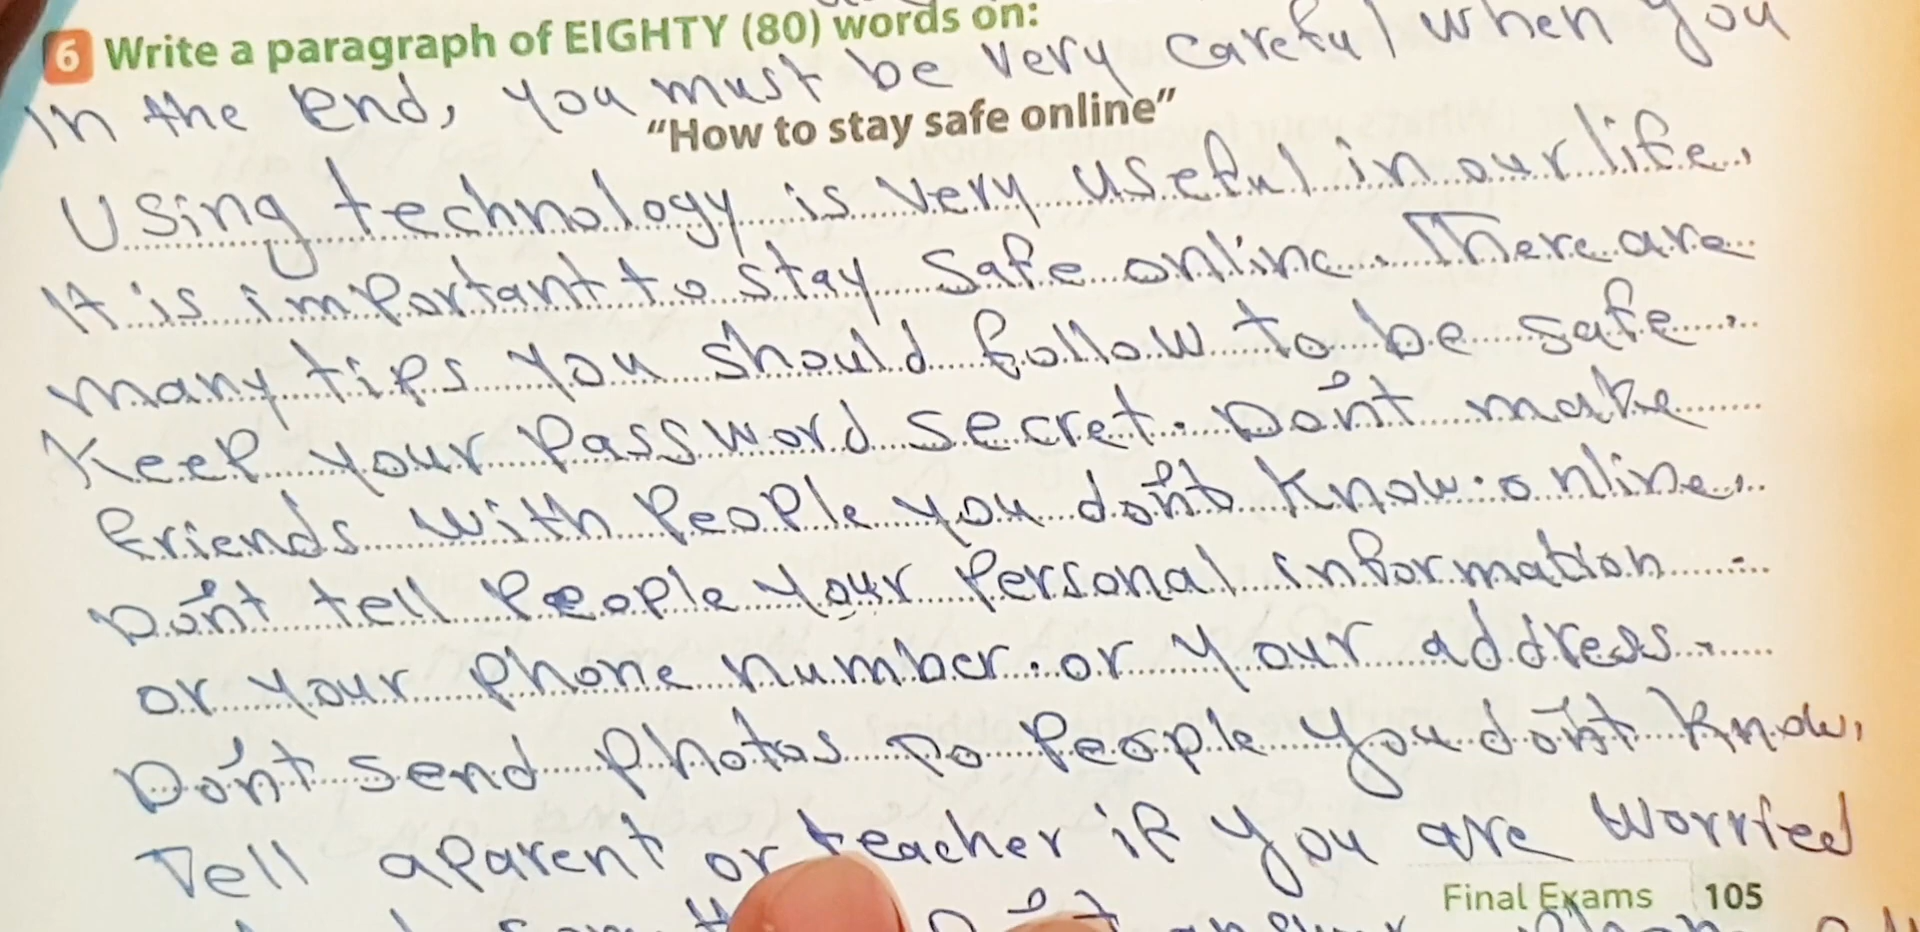 6 Write a paragraph of EIGHTY (80) words on:
In the end, you must be very careful when you
"How to stay safe online"
Using technology is very useful in our life.
It is important to stay safe online. There are
many tips you should follow to be safe.
Keep your password secret. Don't make
friends with people you don't know online.
Don't tell people your personal information
or your phone number. or your address.
Don't send photos to people you don't know.
Tell a parent or teacher if you are worried
Final Exams 105